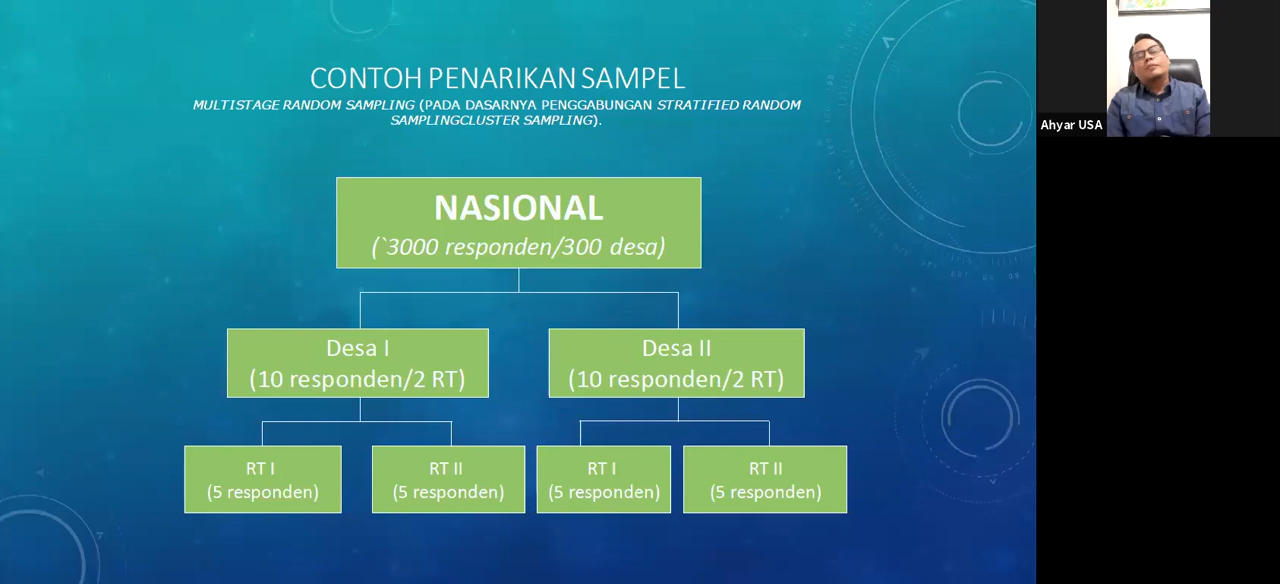 CONTOH PENARIKAN SAMPEL
MULTISTAGE RANDOM SAMPLING (PADA DASARNYA PENGGABUNGAN STRATIFIED RANDOM
SAMPLINGCLUSTER SAMPLING).
NASIONAL
(`3000 responden/300 desa)
Desa I
(10 responden/2 RT)
Desa II
(10 responden/2 RT)
RT I
(5 responden)
RT II
(5 responden)
RT I
(5 responden)
RT II
(5 responden)
Ahyar USA